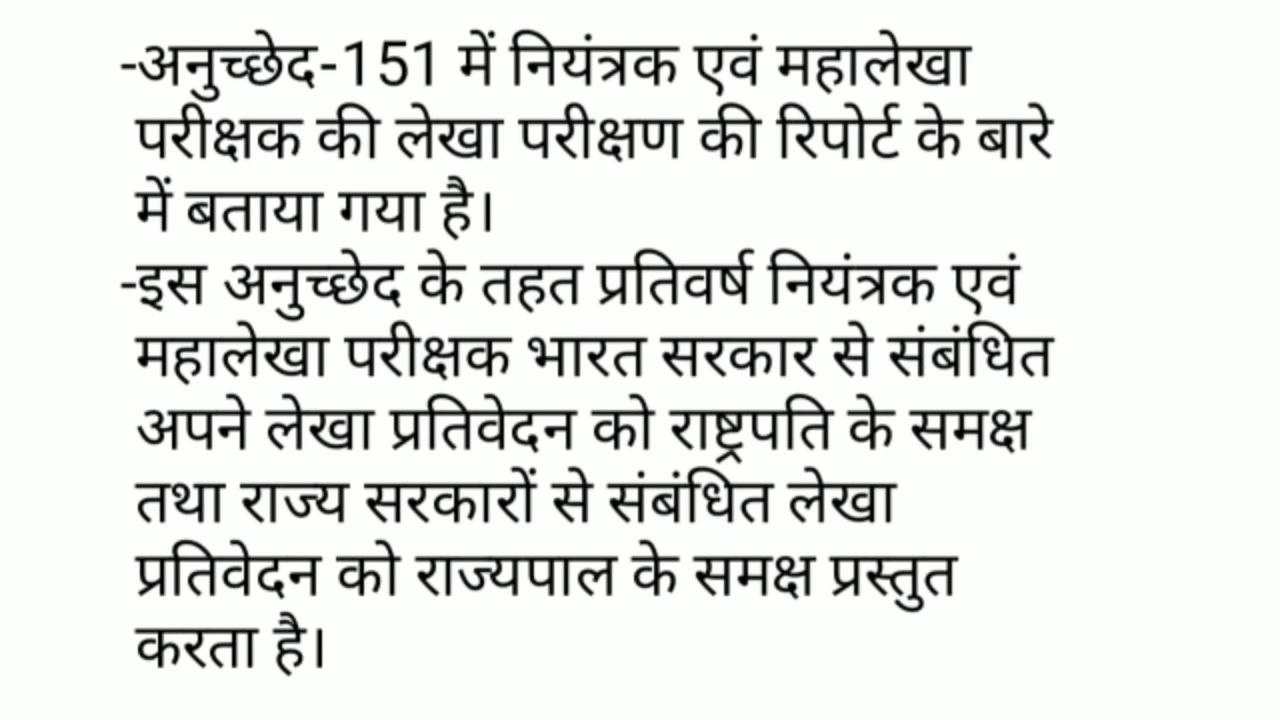 -अनुच्छेद-151 में नियंत्रक एवं महालेखा
परीक्षक की लेखा परीक्षण की रिपोर्ट के बारे
में बताया गया है।
-इस अनुच्छेद के तहत प्रतिवर्ष नियंत्रक एवं
महालेखा परीक्षक भारत सरकार से संबंधित
अपने लेखा प्रतिवेदन को राष्ट्रपति के समक्ष
तथा राज्य सरकारों से संबंधित लेखा
प्रतिवेदन को राज्यपाल के समक्ष प्रस्तुत
करता है।